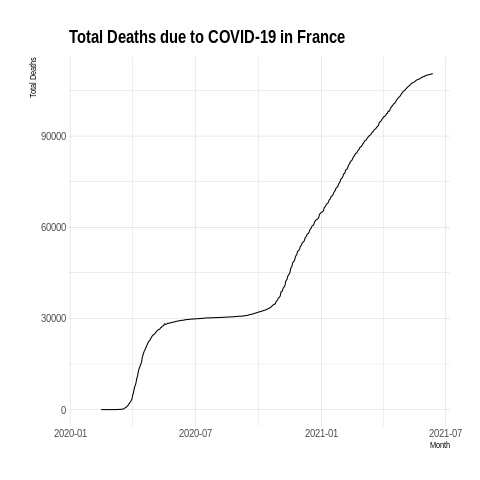 Total Deaths due to COVID-19 in France
Total Deaths
90000
60000
30000
0
2020-01 2020-07 2021-01 2021-07
Month